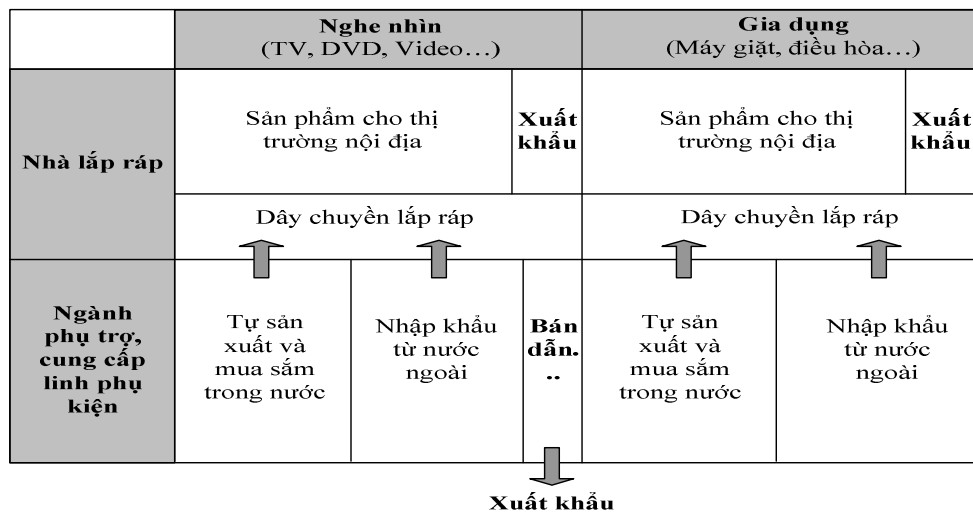 Nghe nhìn
(TV, DVD, Video...)
Gia dụng
(Máy giặt, điều hòa...)
Nhà lắp ráp
Sản phẩm cho thị
trường nội địa
Xuất
khẩu
Sản phẩm cho thị
trường nội địa
Xuất
khẩu
Dây chuyền lắp ráp
Dây chuyền lắp ráp
Ngành
phụ trợ,
cung cấp
linh phụ
kiện
Tự sản
xuất và
mua sắm
trong nước
Nhập khẩu
từ nước
ngoài
Bán
dẫn.
..
Tự sản
xuất và
mua sắm
trong nước
Nhập khẩu
từ nước
ngoài
Xuất khẩu